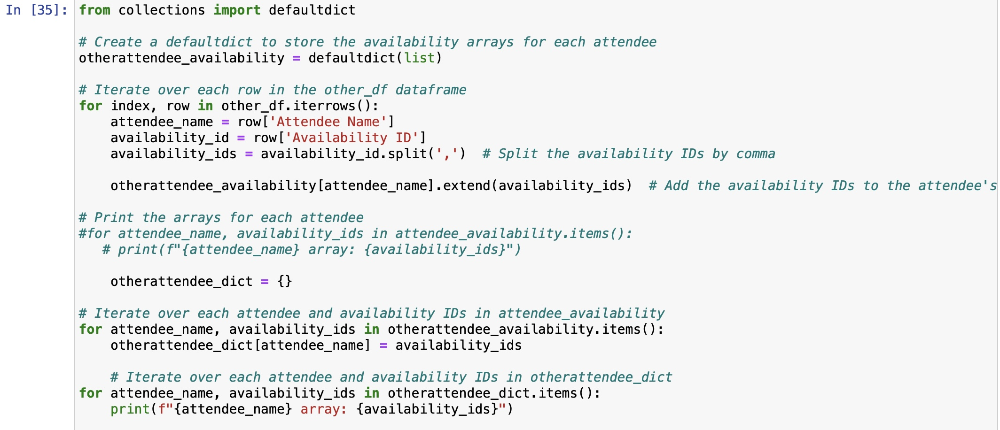 In [35]: from collections import defaultdict
# Create a defaultdict to store the availability arrays for each attendee
otherattendee_availability = defaultdict(list)
# Iterate over each row in the other_df dataframe
for index, row in other_df.iterrows():
    attendee_name = row['Attendee Name']
    availability_id = row['Availability ID']
    availability_ids = availability_id.split(',')  # Split the availability IDs by comma
    otherattendee_availability[attendee_name].extend(availability_ids)  # Add the availability IDs to the attendee's
# Print the arrays for each attendee
#for attendee_name, availability_ids in attendee_availability.items():
   # print(f"{attendee_name} array: {availability_ids}")
    otherattendee_dict = {}
# Iterate over each attendee and availability IDs in attendee_availability
for attendee_name, availability_ids in otherattendee_availability.items():
    otherattendee_dict[attendee_name] = availability_ids
    # Iterate over each attendee and availability IDs in otherattendee_dict
for attendee_name, availability_ids in otherattendee_dict.items():
    print(f"{attendee_name} array: {availability_ids}")